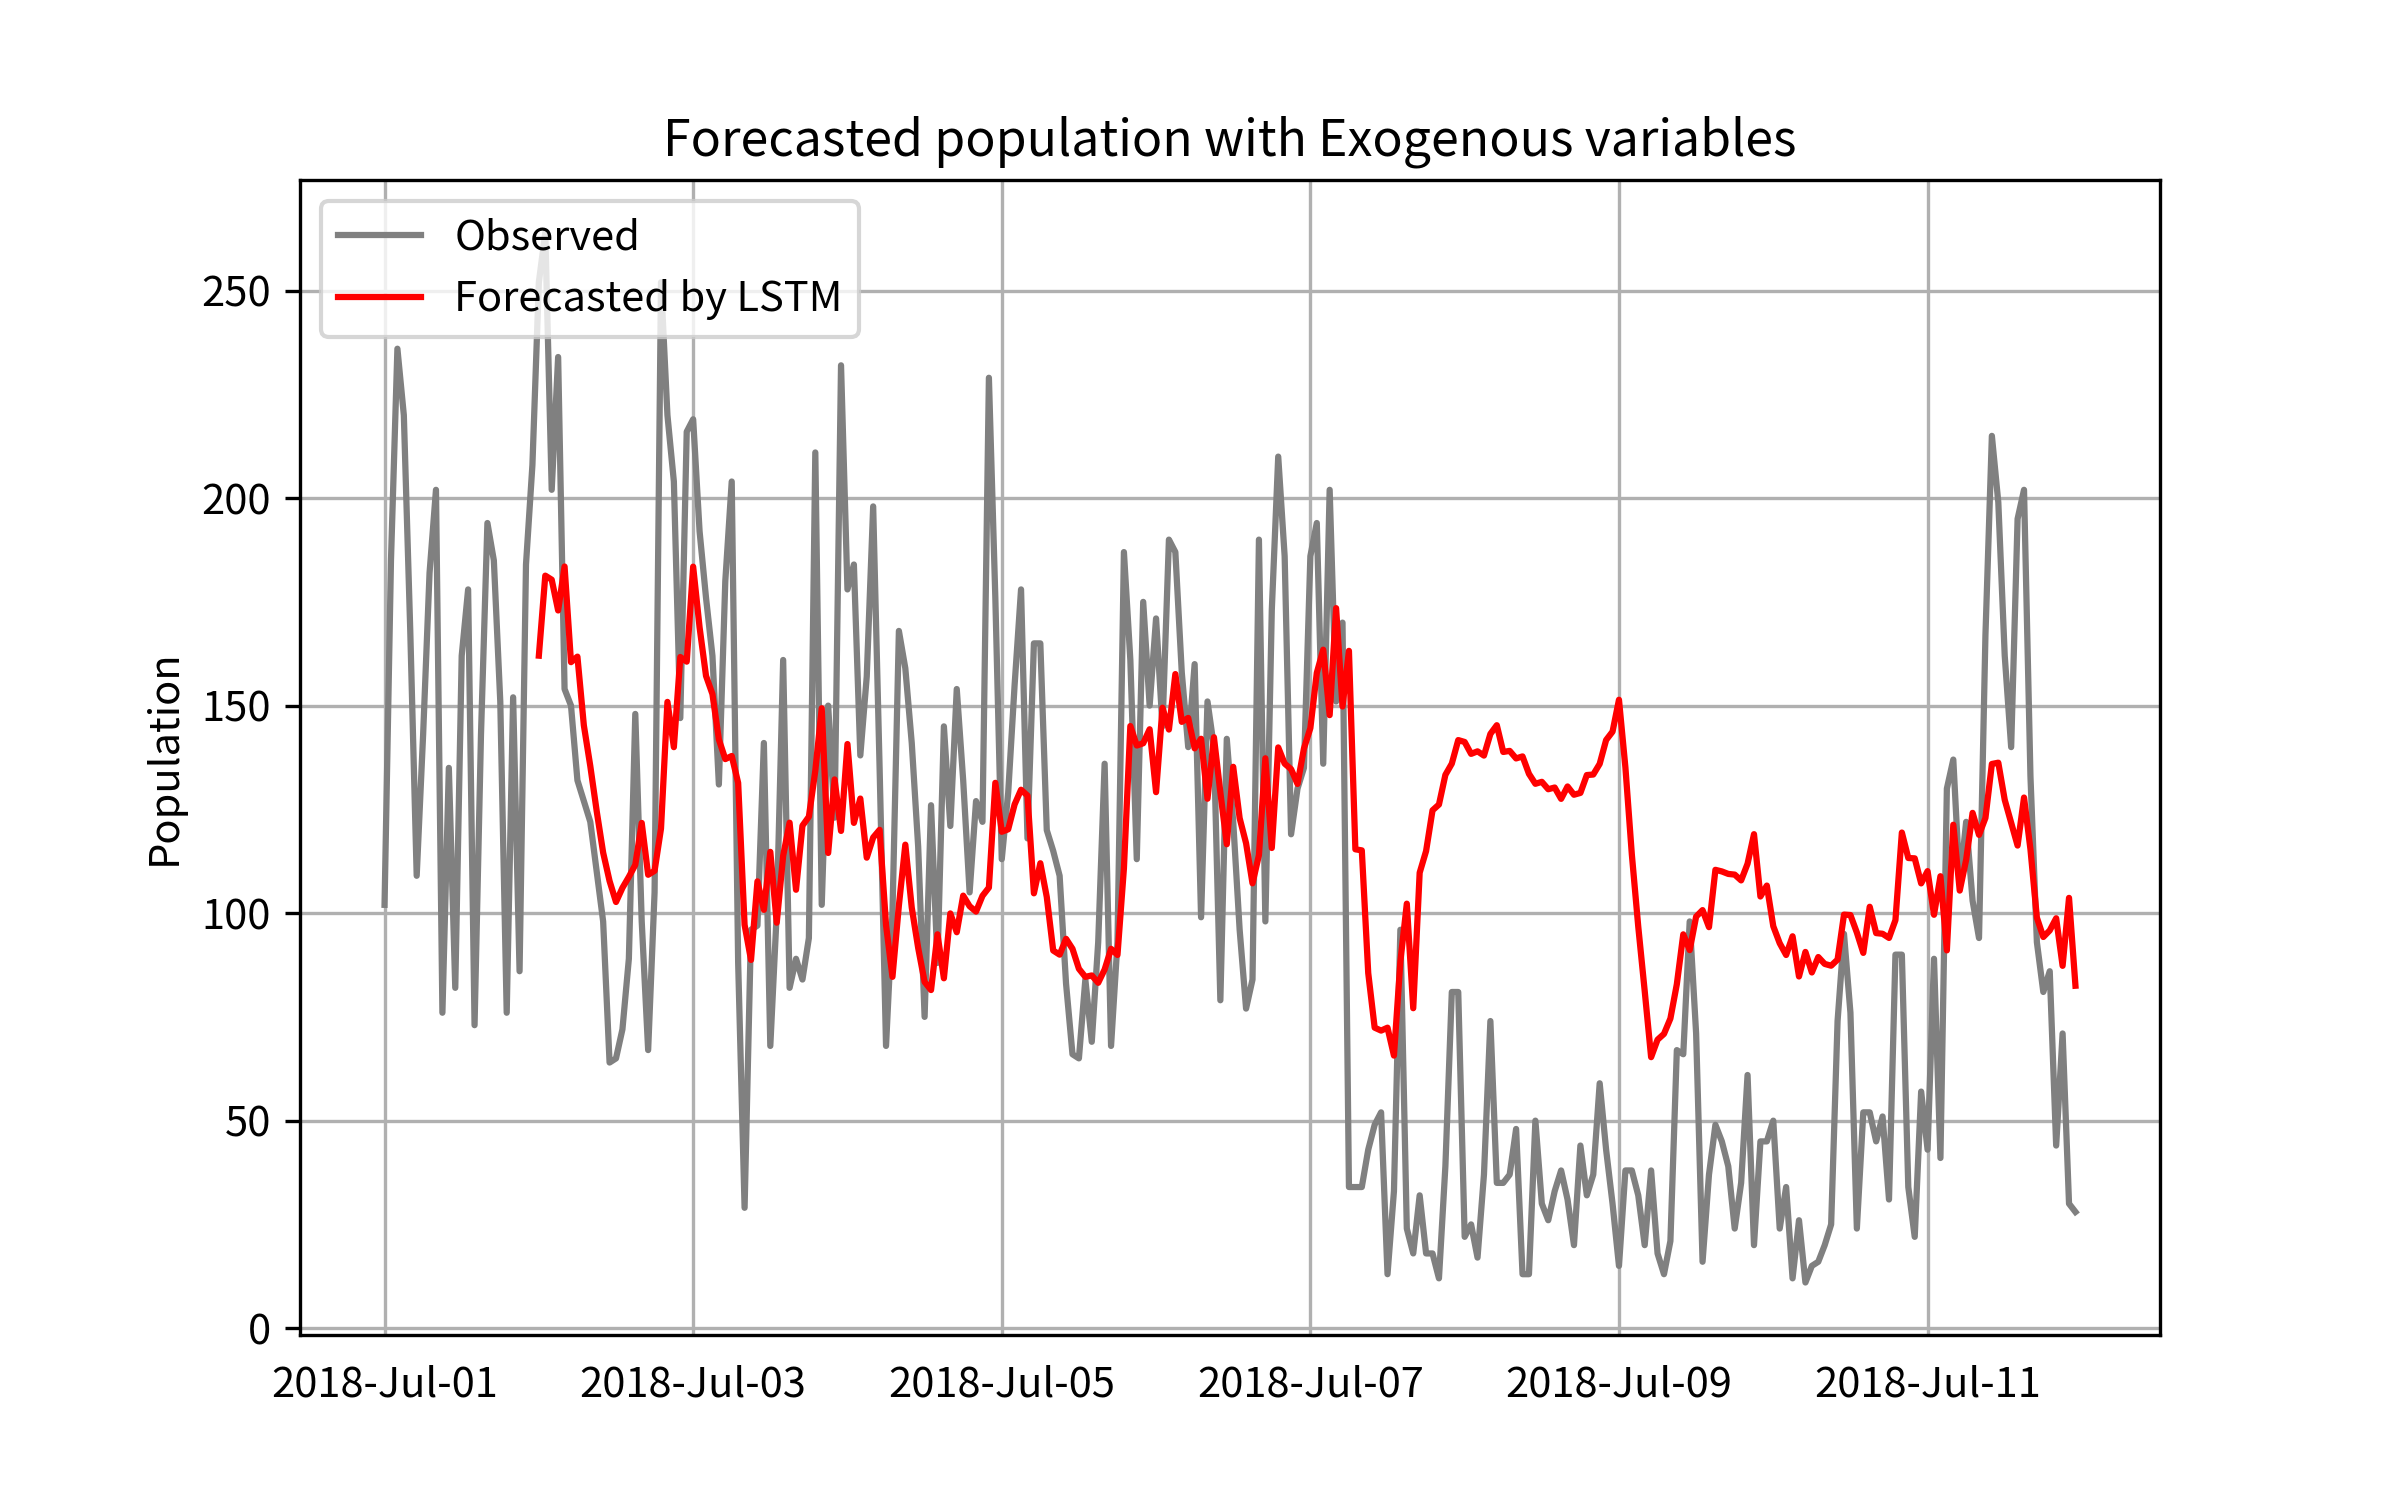 Forecasted population with Exogenous variables
Observed
Forecasted by LSTM
Population
250
200
150
100
50
0
2018-Jul-01 2018-Jul-03 2018-Jul-05 2018-Jul-07 2018-Jul-09 2018-Jul-11